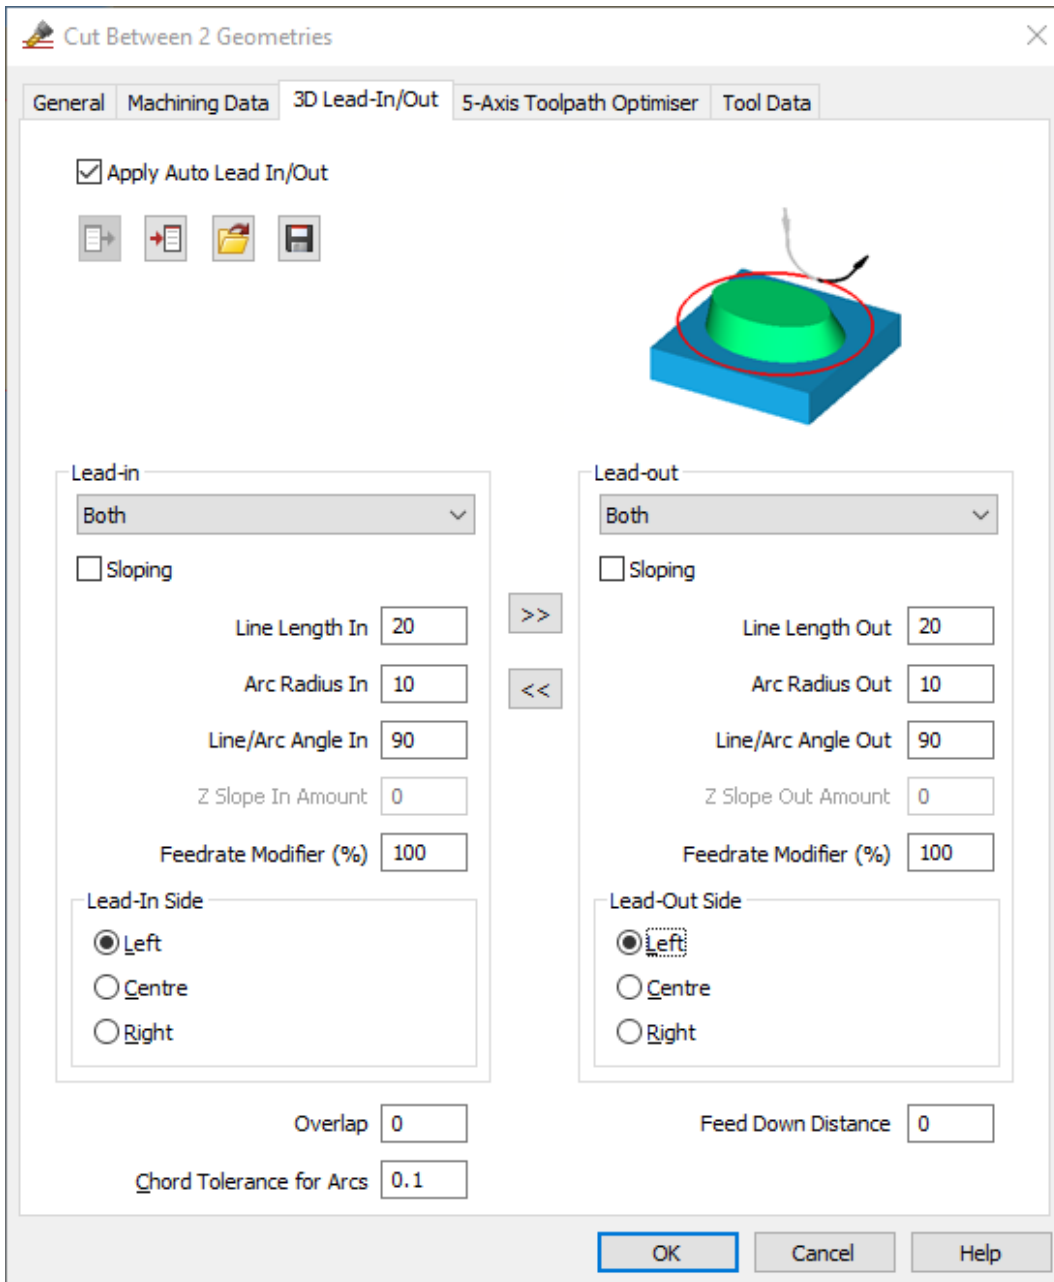 Cut Between 2 Geometries
General Machining Data 3D Lead-In/Out 5-Axis Toolpath Optimiser Tool Data
Apply Auto Lead In/Out
Lead-in
Both
Sloping
Line Length In 20
Arc Radius In 10
Line/Arc Angle In 90
Z Slope In Amount 0
Feedrate Modifier (%) 100
Lead-In Side
Left
Centre
Right
>>
<<
Lead-out
Both
Sloping
Line Length Out 20
Arc Radius Out 10
Line/Arc Angle Out 90
Z Slope Out Amount 0
Feedrate Modifier (%) 100
Lead-Out Side
Left
Centre
Right
Overlap 0
Feed Down Distance 0
Chord Tolerance for Arcs 0.1
OK Cancel Help